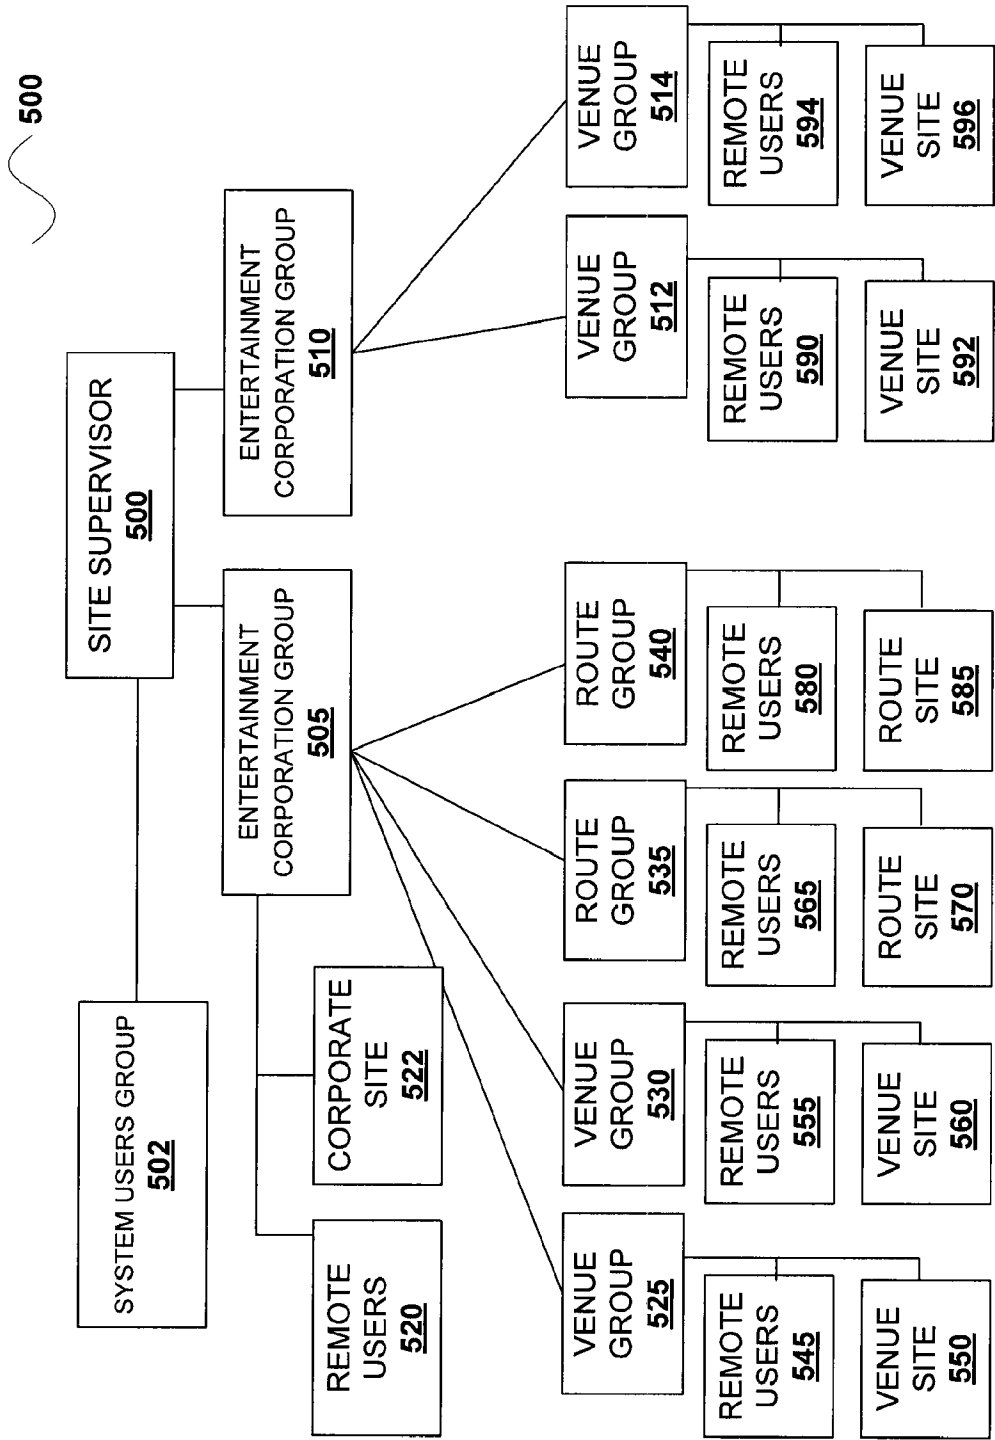 500
SITE SUPERVISOR
500
SYSTEM USERS GROUP
502
ENTERTAINMENT
CORPORATION GROUP
505
ENTERTAINMENT
CORPORATION GROUP
510
REMOTE
USERS
520
CORPORATE
SITE
522
VENUE
GROUP
525
VENUE
GROUP
530
ROUTE
GROUP
535
ROUTE
GROUP
540
VENUE
GROUP
512
VENUE
GROUP
514
REMOTE
USERS
545
REMOTE
USERS
555
REMOTE
USERS
565
REMOTE
USERS
580
REMOTE
USERS
590
REMOTE
USERS
594
VENUE
SITE
550
VENUE
SITE
560
ROUTE
SITE
570
ROUTE
SITE
585
VENUE
SITE
592
VENUE
SITE
596